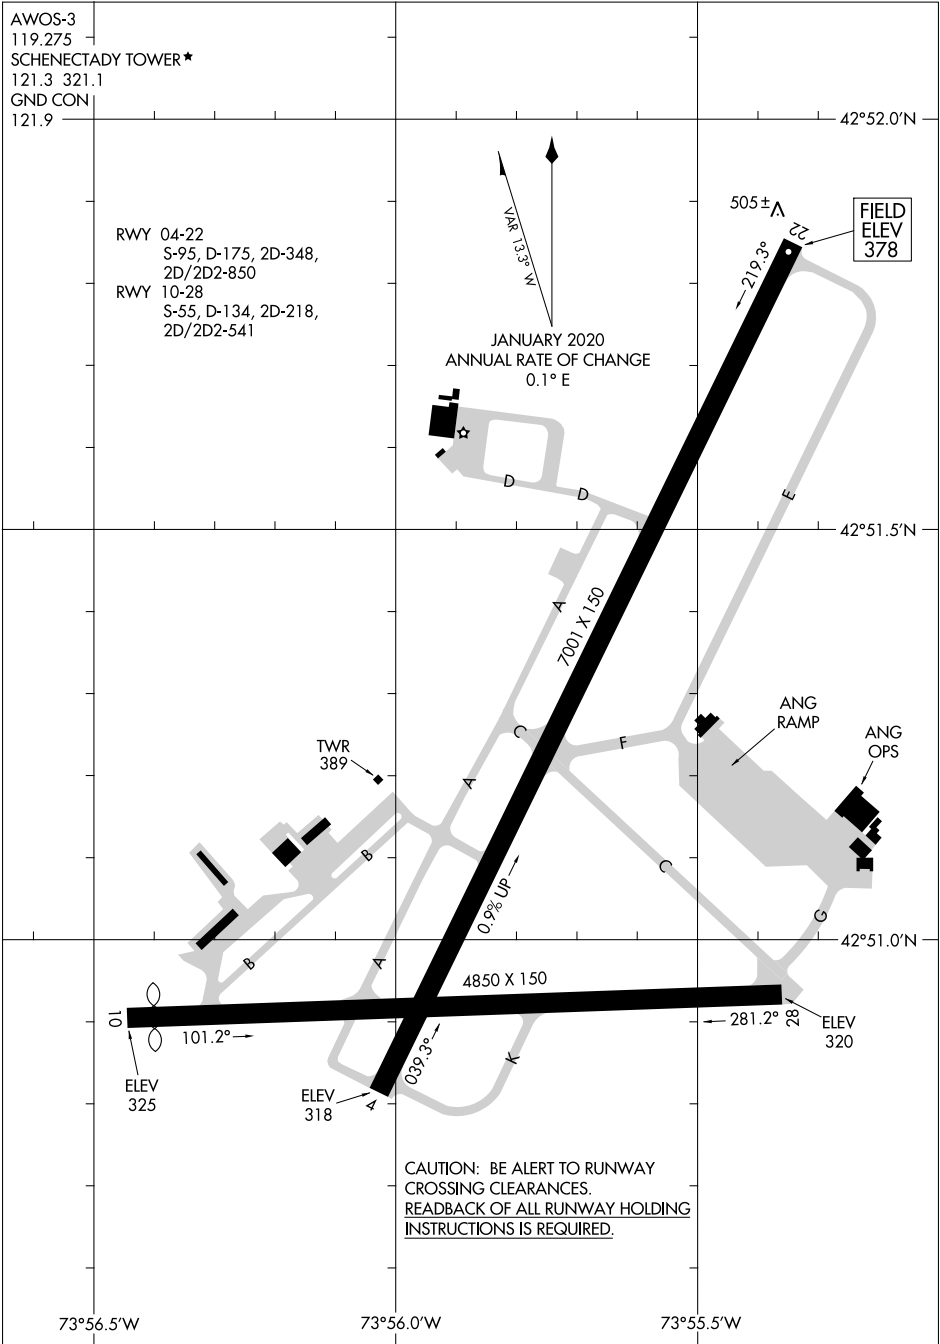 AWOS-3
119.275
SCHENECTADY TOWER★
121.3 321.1
GND CON
121.9
42°52.0'N
RWY 04-22
S-95, D-175, 2D-348,
2D/2D2-850
RWY 10-28
S-55, D-134, 2D-218,
2D/2D2-541
VAR 13.3° W
JANUARY 2020
ANNUAL RATE OF CHANGE
0.1° E
505±
22
FIELD
ELEV
378
219.3°
D
D
E
42°51.5'N
A
7001 X 150
C
F
ANG
RAMP
ANG
OPS
TWR
389
A
B
C
0.9% UP
G
B
A
42°51.0'N
4850 X 150
10
101.2°
281.2°
28
ELEV
320
039.3°
K
ELEV
325
ELEV
318
4
CAUTION: BE ALERT TO RUNWAY
CROSSING CLEARANCES.
READBACK OF ALL RUNWAY HOLDING
INSTRUCTIONS IS REQUIRED.
73°56.5'W
73°56.0'W
73°55.5'W